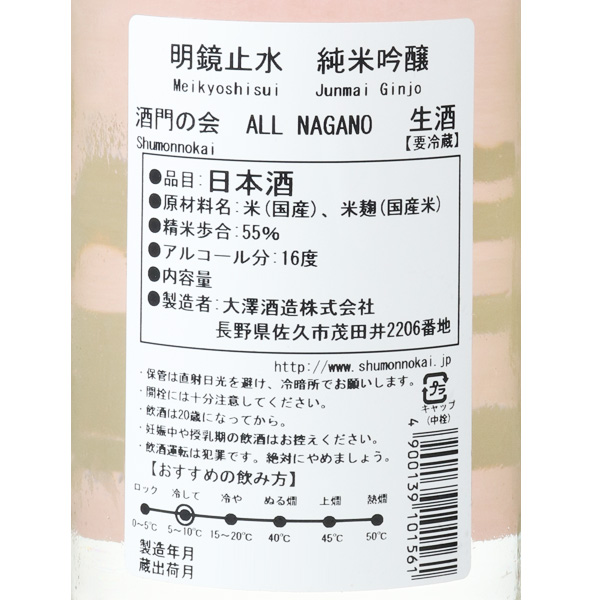 明鏡止水 純米吟醸
Meikyoshisui Junmai Ginjo
酒門の会 ALL NAGANO 生酒
Shumonnokai 【要冷蔵】
●品目：日本酒
●原材料名：米(国産)、米麹(国産米)
●精米歩合：55％
●アルコール分：16度
●内容量
●製造者：大澤酒造株式会社
長野県佐久市茂田井2206番地
http://www.shumonnokai.jp
・保管は直射日光を避け、冷暗所でお願いします。
・開栓には十分注意してください。
・飲酒は20歳になってから。
・妊娠中や授乳期の飲酒はお控えください。
・飲酒運転は犯罪です。絶対にやめましょう。
プラ
キャップ
(中栓)
4 900139 101561
【おすすめの飲み方】
ロック 冷して 冷や ぬる燗 上燗 熱燗
0~5℃ 5~10℃ 15~20℃ 40℃ 45℃ 50℃
製造年月
蔵出荷月